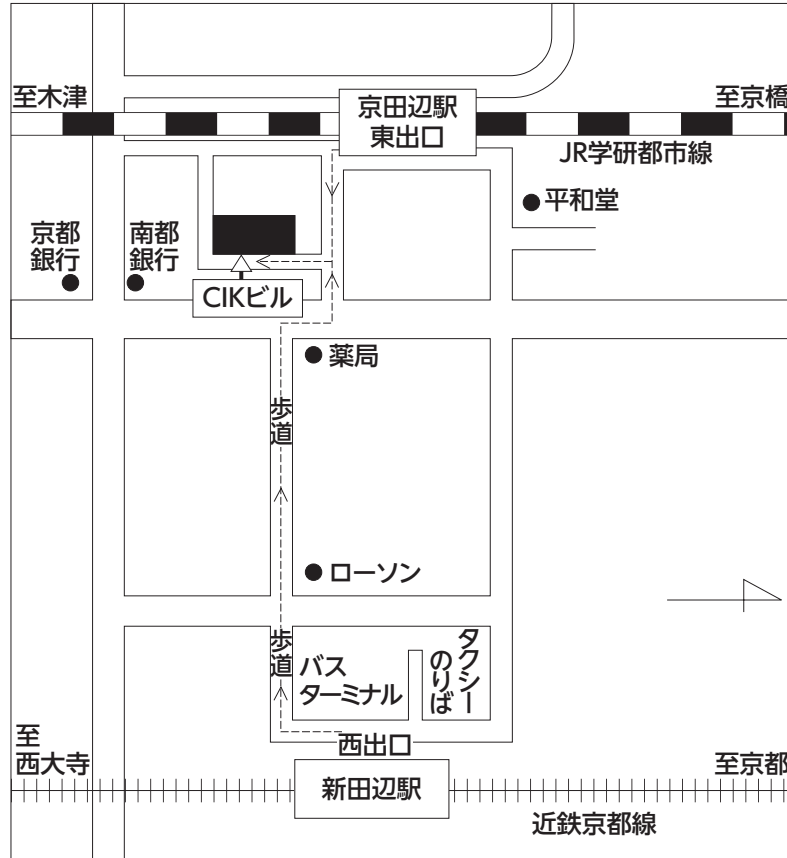 至木津
京田辺駅
東出口
至京橋
JR学研都市線
平和堂
京都
銀行
南都
銀行
CIKビル
薬局
歩道
ローソン
歩道
バス
ターミナル
タクシー
のりば
至
西大寺
西出口
至京都
新田辺駅
近鉄京都線